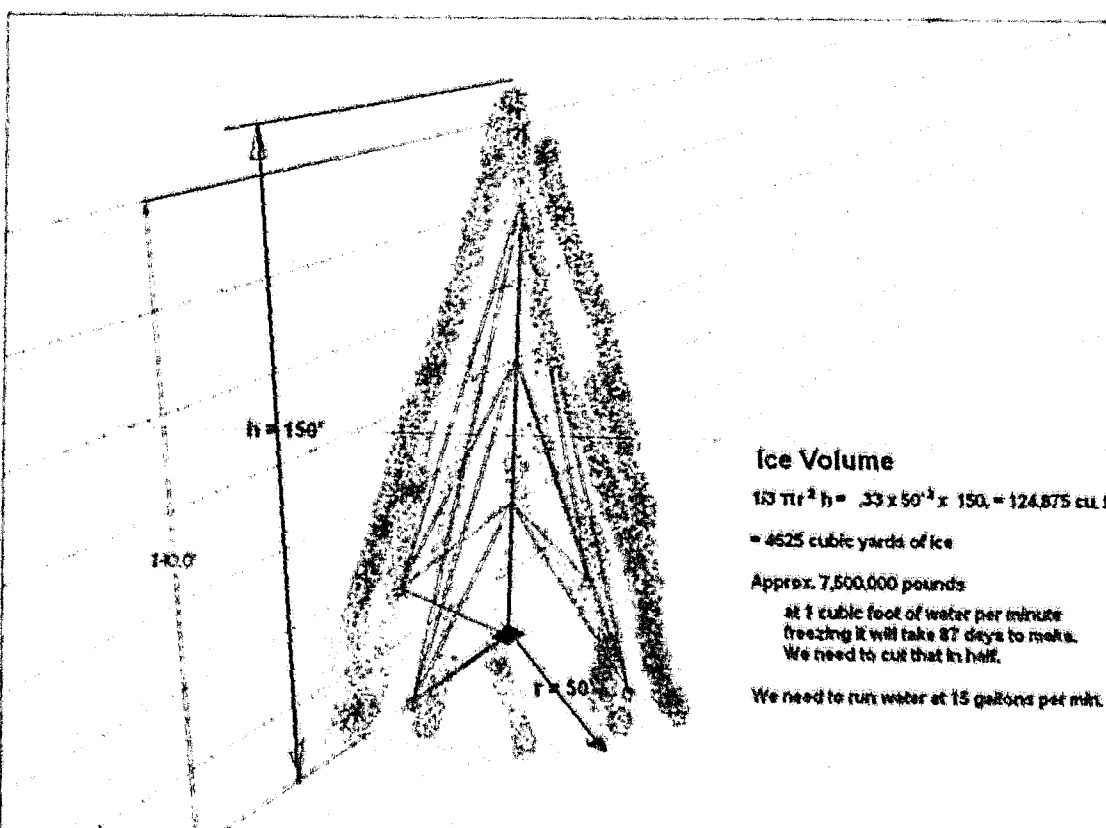 h = 150'
140.0'
r = 50'
Ice Volume
1/3 πr² h = .33 x 50'² x 150. = 124,875 cu.
= 4625 cubic yards of ice
Approx. 7,500,000 pounds
at 1 cubic foot of water per minute
freezing it will take 87 days to make.
We need to cut that in half.
We need to run water at 15 gallons per min.